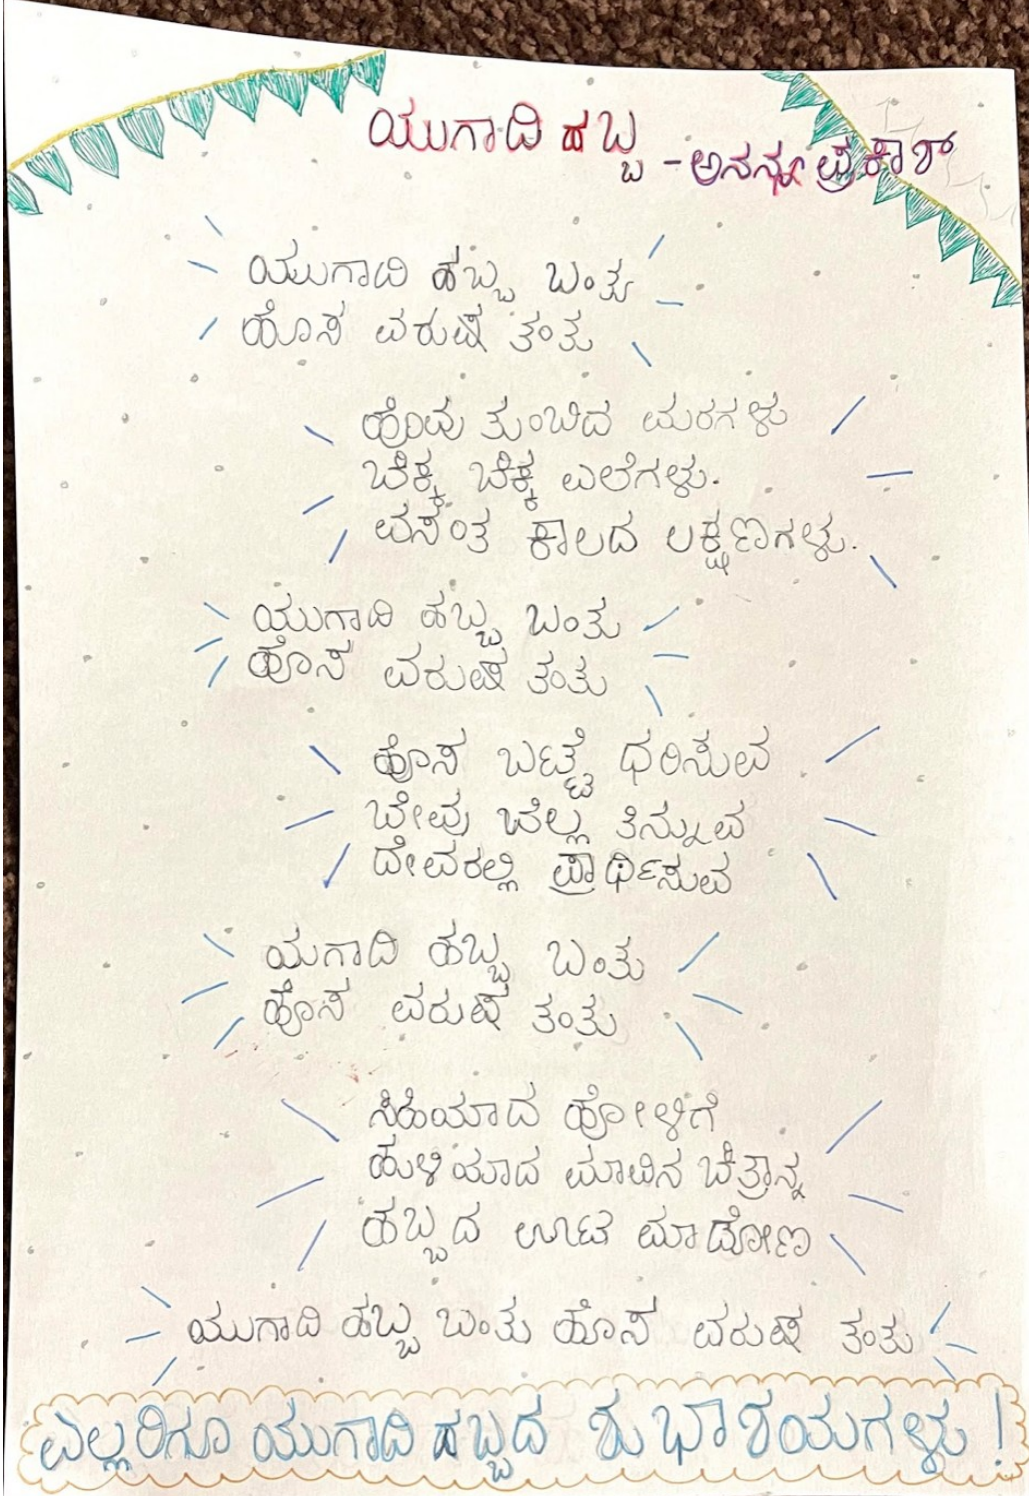 ಯುಗಾದಿ ಹಬ್ಬ - ಅನನ್ಯ ಪ್ರಕಾಶ್
ಯುಗಾದಿ ಹಬ್ಬ ಬಂತು
ಹೊಸ ವರುಷ ತಂತು
ಹೂವು ತುಂಬಿದ ಮರಗಳು
ಚಿಕ್ಕ ಚಿಕ್ಕ ಎಲೆಗಳು.
ವಸಂತ ಕಾಲದ ಲಕ್ಷಣಗಳು.
ಯುಗಾದಿ ಹಬ್ಬ ಬಂತು
ಹೊಸ ವರುಷ ತಂತು
ಹೊಸ ಬಟ್ಟೆ ಧರಿಸುವ
ಬೇವು ಬೆಲ್ಲ ತಿನ್ನುವ
ದೇವರಲ್ಲಿ ಪ್ರಾರ್ಥಿಸುವ
ಯುಗಾದಿ ಹಬ್ಬ ಬಂತು
ಹೊಸ ವರುಷ ತಂತು
ಸಿಹಿಯಾದ ಹೋಳಿಗೆ
ಹುಳಿಯಾದ ಮಾವಿನ ಚಿತ್ರಾನ್ನ
ಹಬ್ಬದ ಊಟ ಮಾಡೋಣ
ಯುಗಾದಿ ಹಬ್ಬ ಬಂತು ಹೊಸ ವರುಷ ತಂತು
ಎಲ್ಲರಿಗೂ ಯುಗಾದಿ ಹಬ್ಬದ ಶುಭಾಶಯಗಳು!